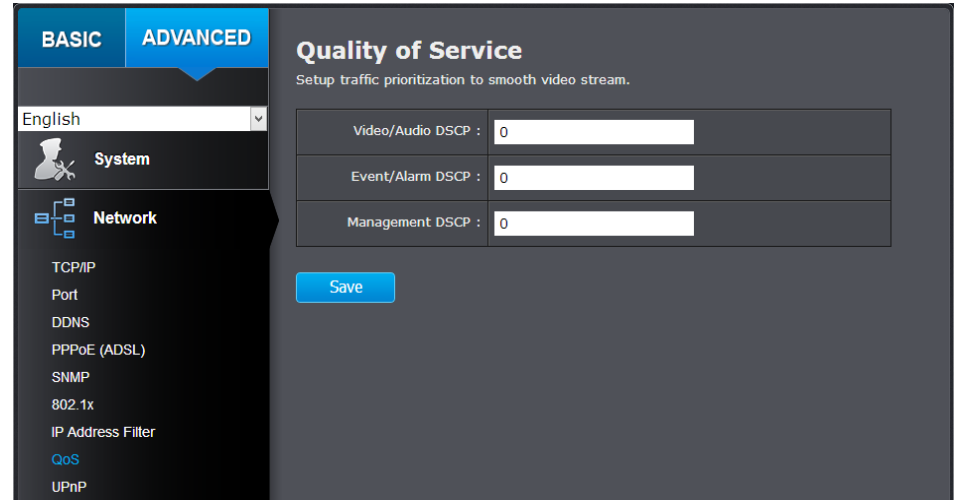 BASIC
ADVANCED
English
System
Network
TCP/IP
Port
DDNS
PPPoE (ADSL)
SNMP
802.1x
IP Address Filter
QoS
UPnP
Quality of Service
Setup traffic prioritization to smooth video stream.
Video/Audio DSCP : 0
Event/Alarm DSCP : 0
Management DSCP : 0
Save